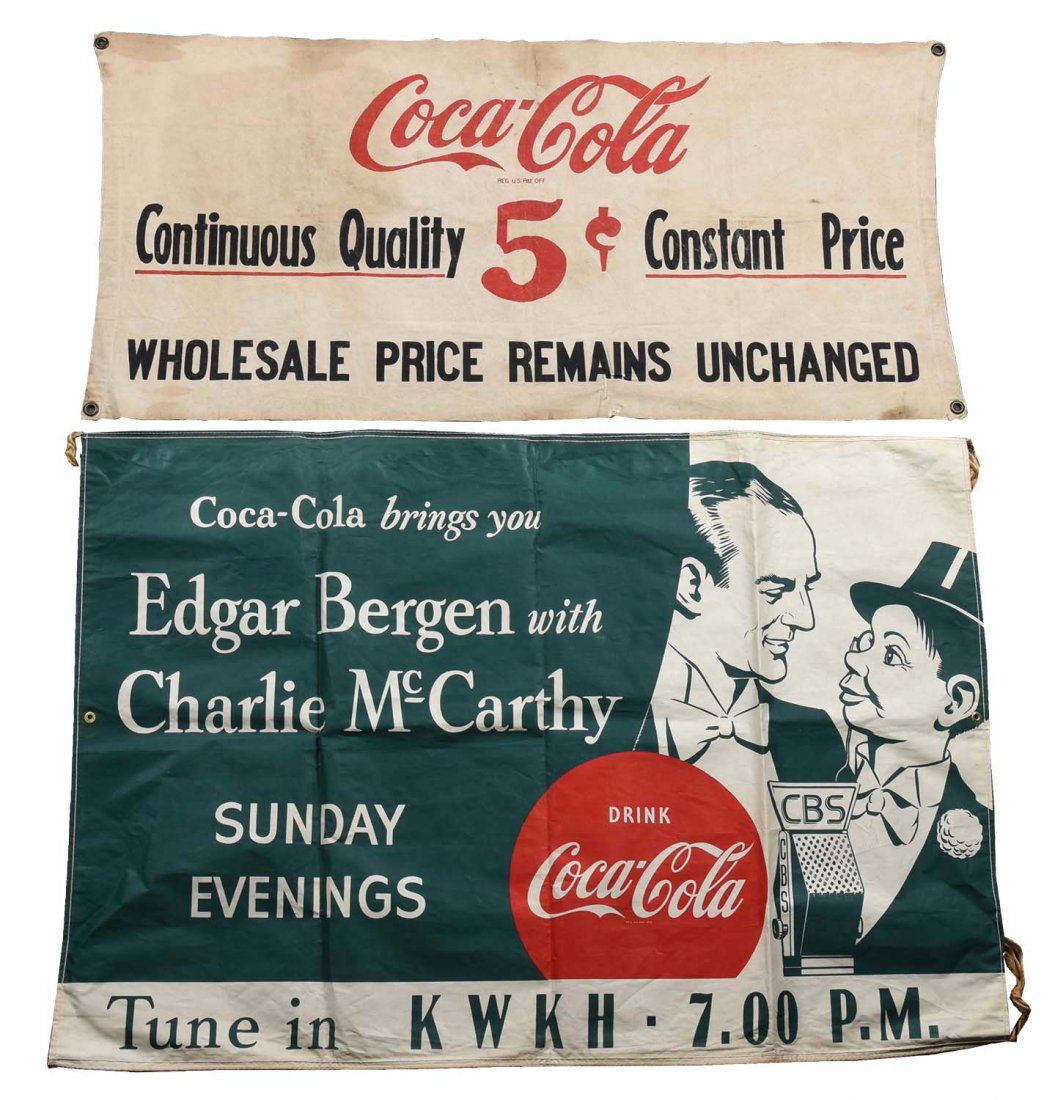 Coca-Cola
REG. U.S. PAT. OFF.
Continuous Quality 5¢ Constant Price
WHOLESALE PRICE REMAINS UNCHANGED
Coca-Cola brings you
Edgar Bergen with
Charlie McCarthy
SUNDAY
EVENINGS
DRINK
Coca-Cola
CBS
CBS
Tune in KWKH · 7.00 P.M.